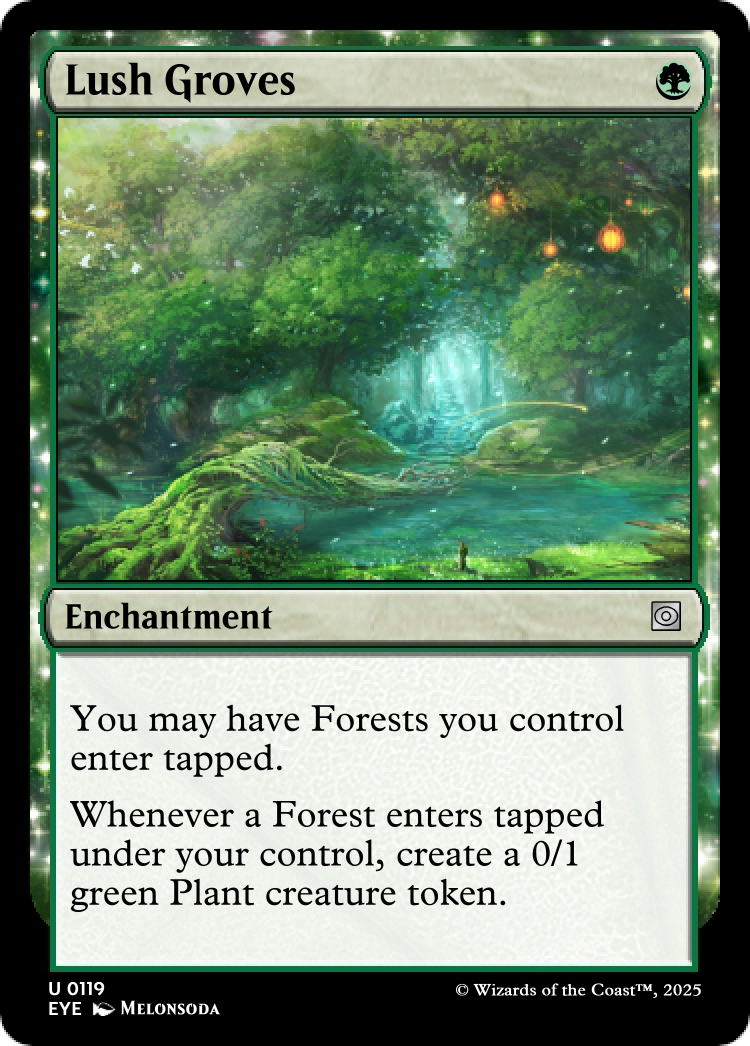 Lush Groves
Enchantment
You may have Forests you control
enter tapped.
Whenever a Forest enters tapped
under your control, create a 0/1
green Plant creature token.
U 0119
EYE Melonsoda
© Wizards of the Coast™, 2025